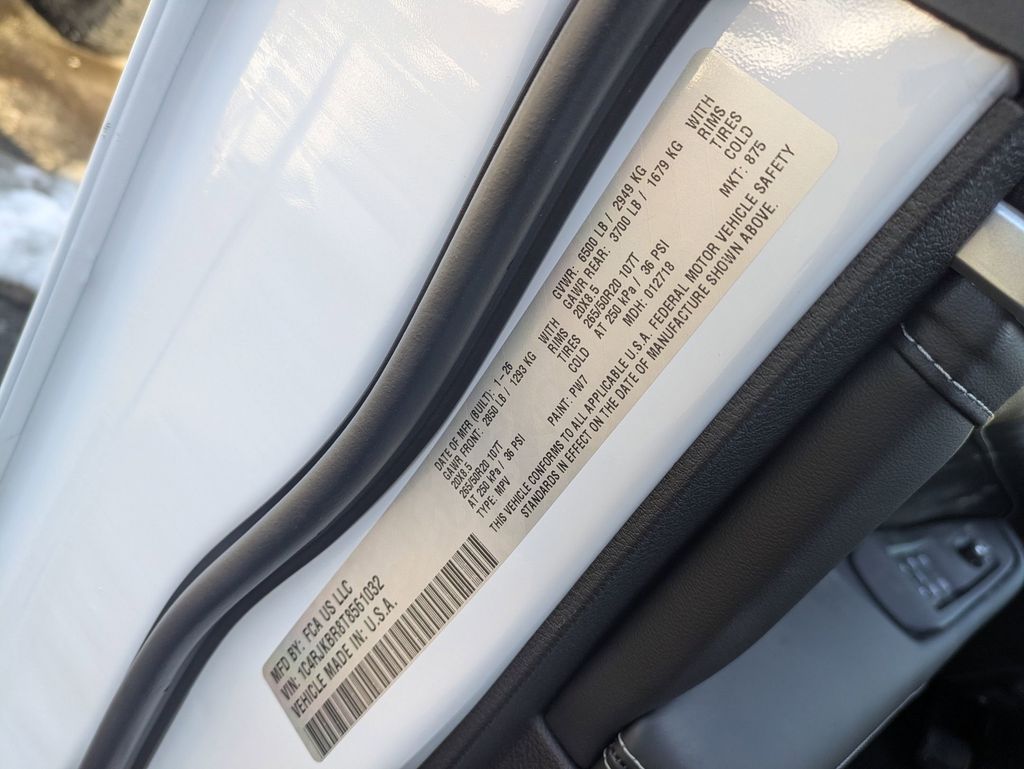 MFD BY: FCA US LLC
VIN: 1C4RJKBR8T8561032
VEHICLE MADE IN: U.S.A.
DATE OF MFR (BUILT): 1-26
GAWR FRONT: 2850 LB / 1293 KG WITH
20X8.5 RIMS
265/50R20 107T TIRES
AT 250 kPa / 36 PSI COLD
TYPE: MPV PAINT: PW7
GVWR: 6500 LB / 2949 KG
GAWR REAR: 3700 LB / 1679 KG WITH
20X8.5 RIMS
265/50R20 107T TIRES
AT 250 kPa / 36 PSI COLD
MDH: 012718 MKT: 875
THIS VEHICLE CONFORMS TO ALL APPLICABLE U.S.A. FEDERAL MOTOR VEHICLE SAFETY
STANDARDS IN EFFECT ON THE DATE OF MANUFACTURE SHOWN ABOVE.